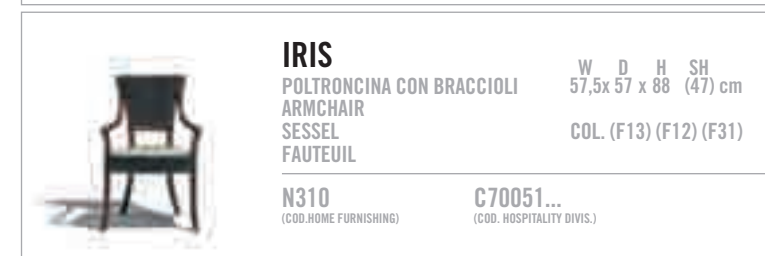 IRIS
POLTRONCINA CON BRACCIOLI
ARMCHAIR
SESSEL
FAUTEUIL
W D H SH
57,5x 57 x 88 (47) cm
COL. (F13) (F12) (F31)
N310
(COD.HOME FURNISHING)
C70051...
(COD. HOSPITALITY DIVIS.)